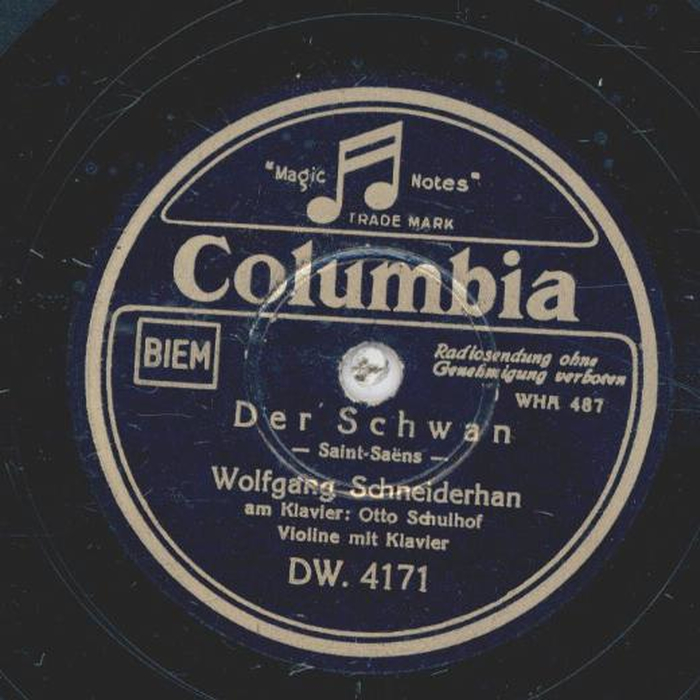 "Magic Notes"
TRADE MARK
Columbia
BIEM
Radiosendung ohne
Genehmigung verboten
WHA 487
Der Schwan
— Saint-Saëns —
Wolfgang Schneiderhan
am Klavier: Otto Schulhof
Violine mit Klavier
DW. 4171